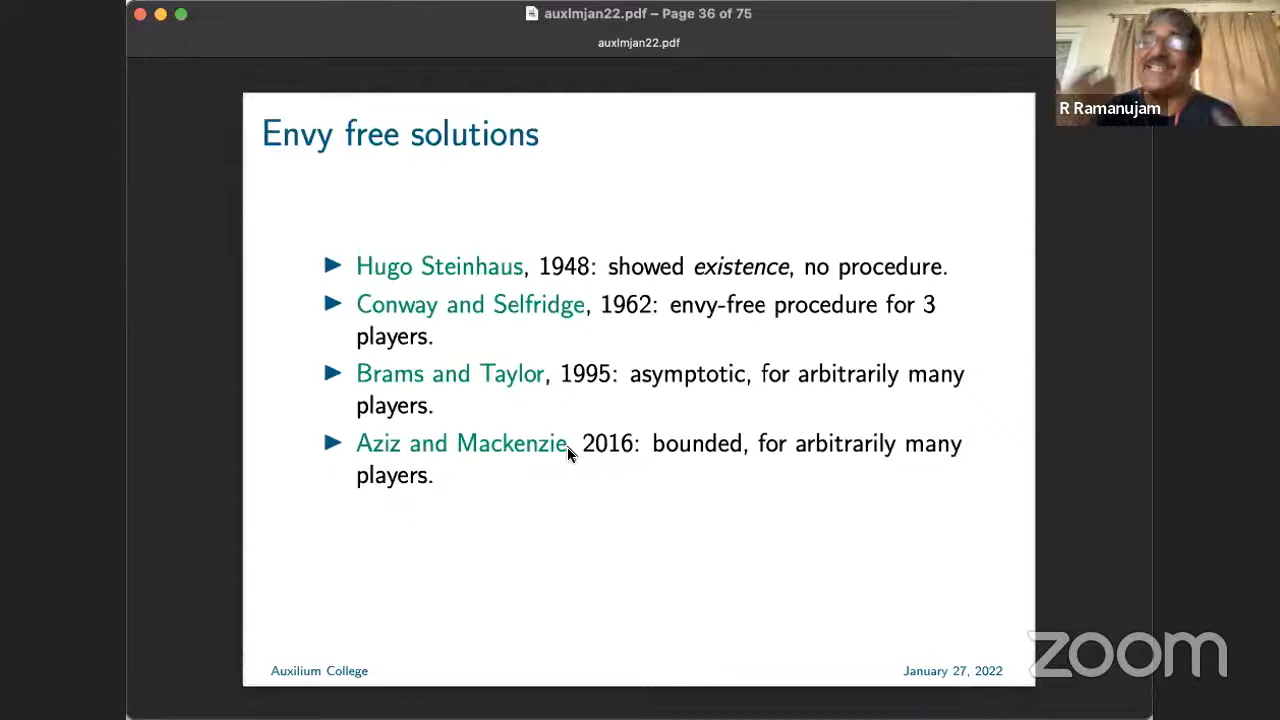 auxlmjan22.pdf – Page 36 of 75
auxlmjan22.pdf
R Ramanujam
Envy free solutions
Hugo Steinhaus, 1948: showed existence, no procedure.
Conway and Selfridge, 1962: envy-free procedure for 3
players.
Brams and Taylor, 1995: asymptotic, for arbitrarily many
players.
Aziz and Mackenzie, 2016: bounded, for arbitrarily many
players.
Auxilium College
January 27, 2022
zoom